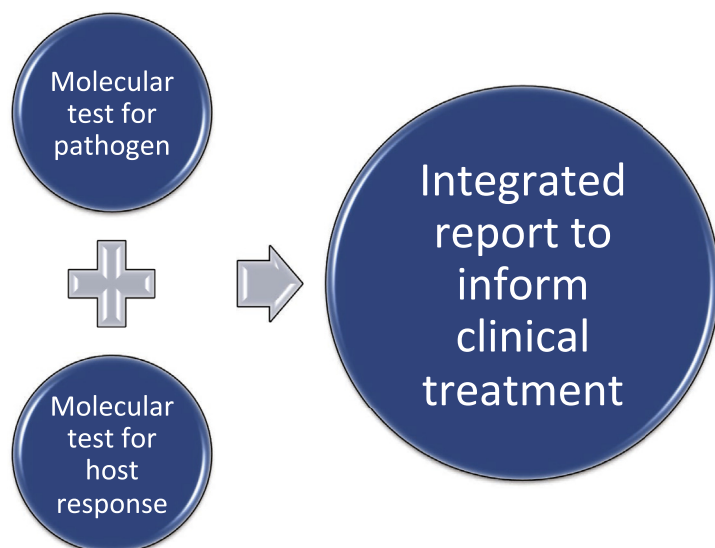 Molecular
test for
pathogen
Molecular
test for
host
response
Integrated
report to
inform
clinical
treatment